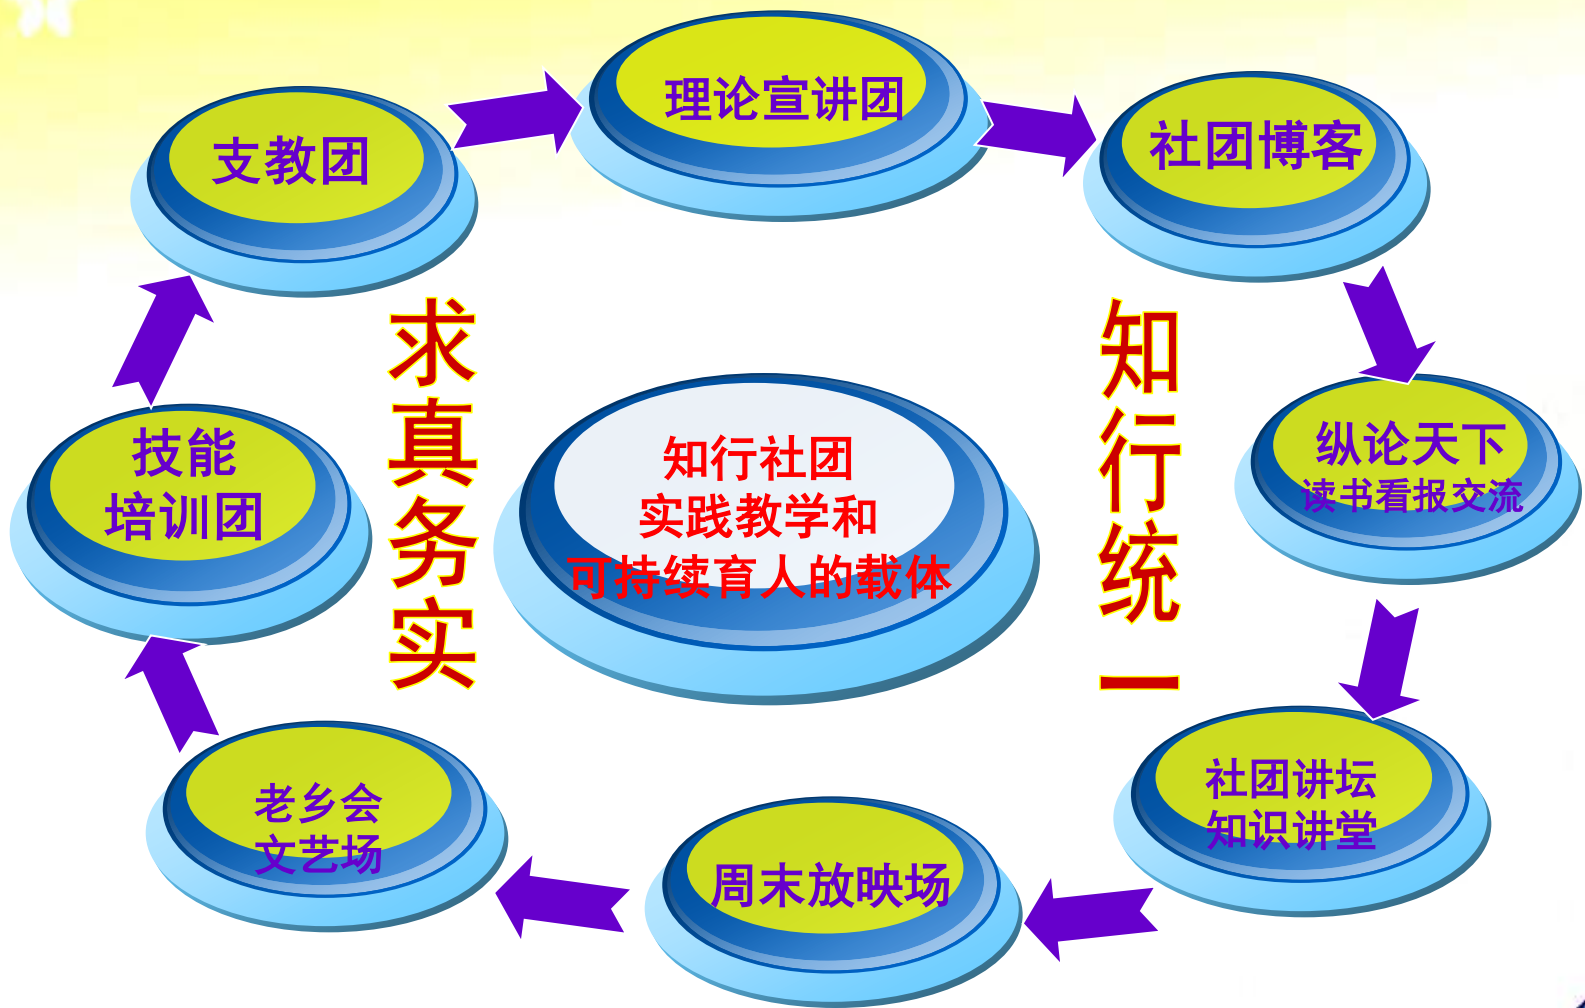 理论宣讲团
社团博客
支教团
求真务实
知行统一
纵论天下
读书看报交流
技能
培训团
知行社团
实践教学和
可持续育人的载体
社团讲坛
知识讲堂
老乡会
文艺场
周末放映场